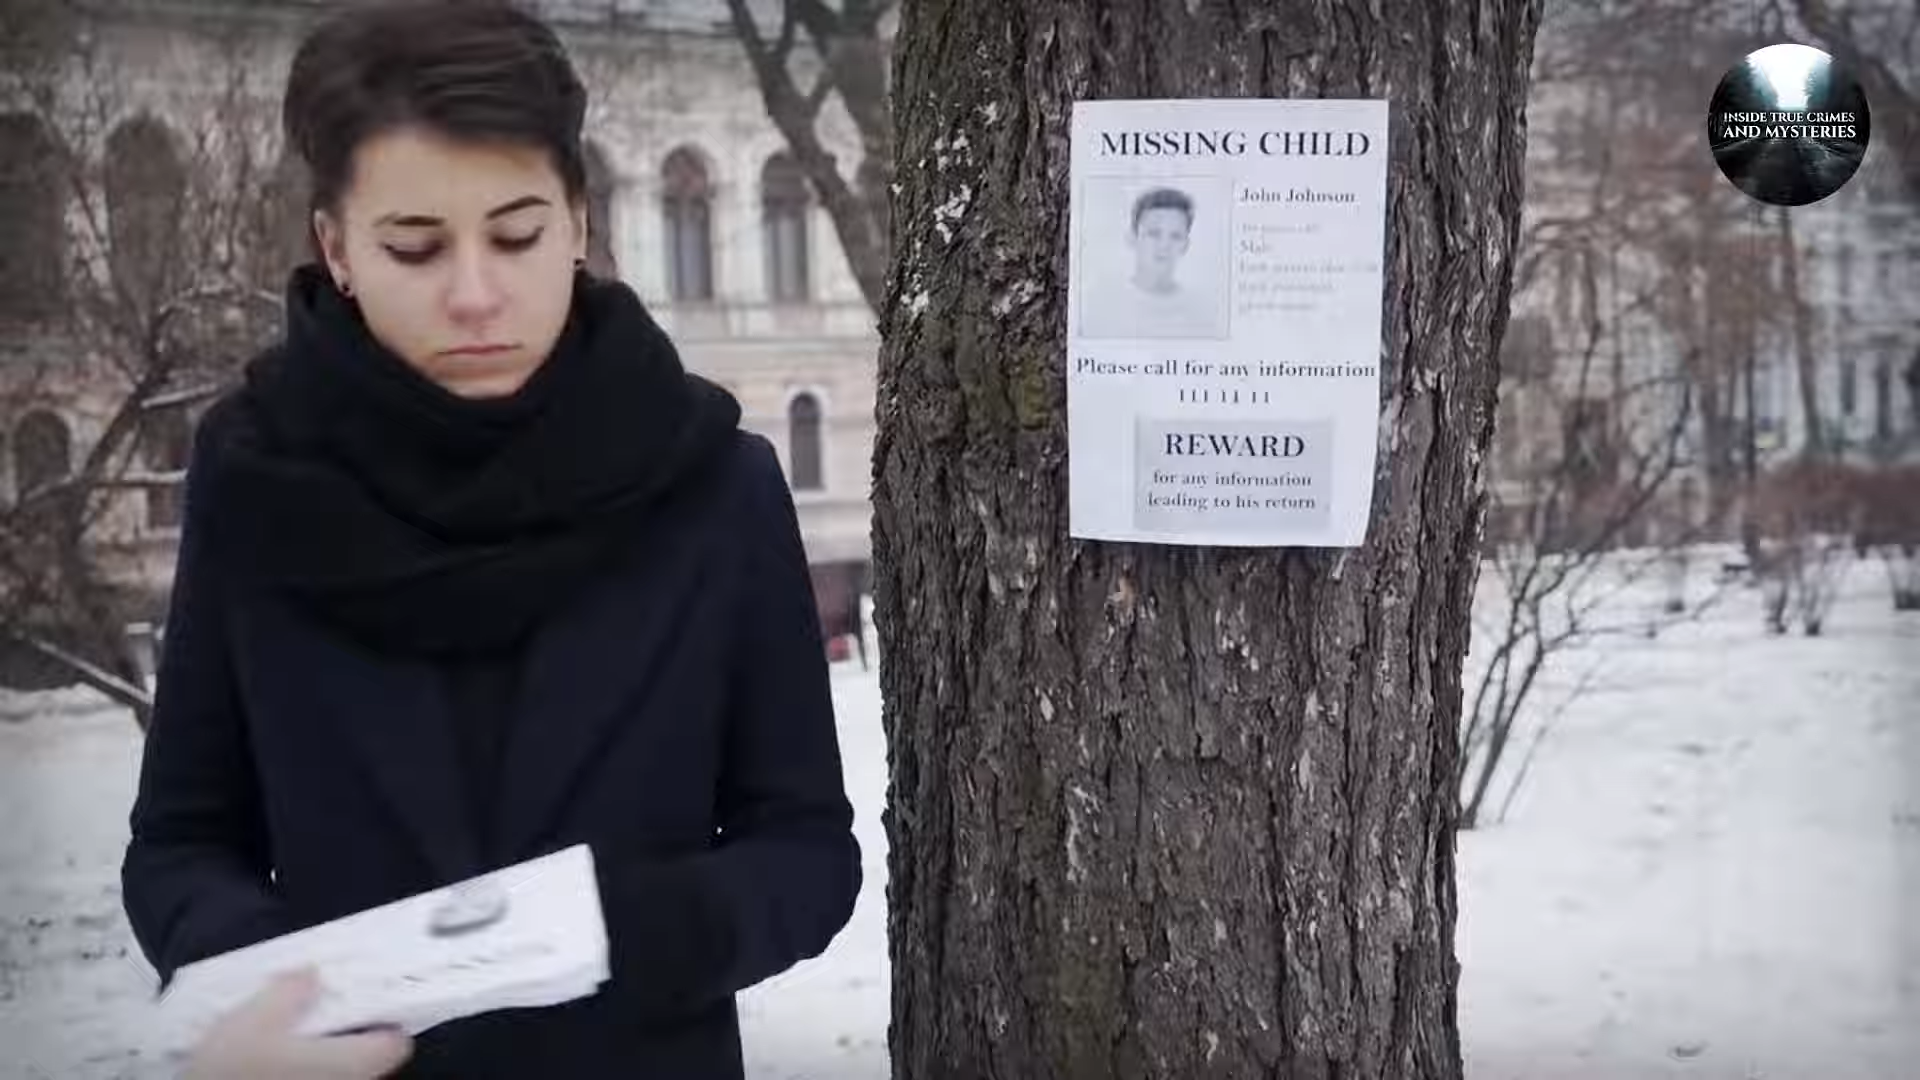 INSIDE TRUE CRIMES
AND MYSTERIES
MISSING CHILD
John Johnson
Male
Please call for any information
111 11 11
REWARD
for any information
leading to his return